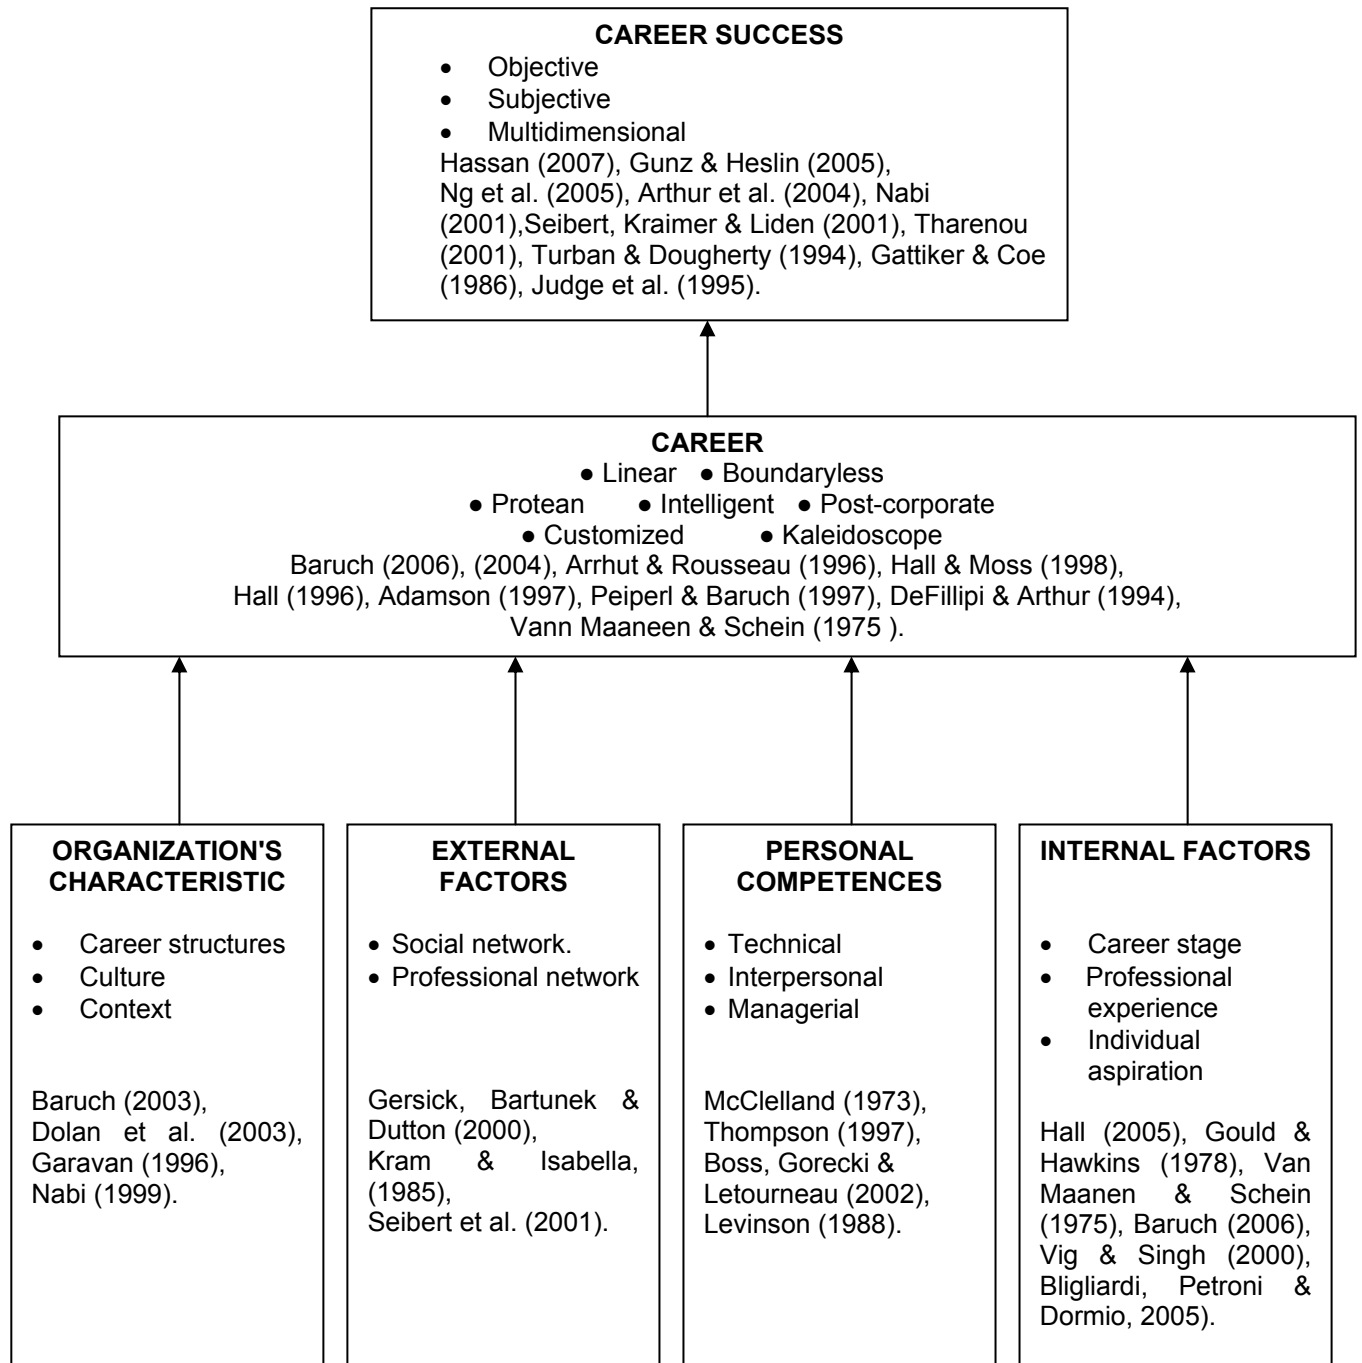 CAREER SUCCESS
• Objective
• Subjective
• Multidimensional
Hassan (2007), Gunz & Heslin (2005),
Ng et al. (2005), Arthur et al. (2004), Nabi
(2001),Seibert, Kraimer & Liden (2001), Tharenou
(2001), Turban & Dougherty (1994), Gattiker & Coe
(1986), Judge et al. (1995).
CAREER
● Linear ● Boundaryless
● Protean ● Intelligent ● Post-corporate
● Customized ● Kaleidoscope
Baruch (2006), (2004), Arrhut & Rousseau (1996), Hall & Moss (1998),
Hall (1996), Adamson (1997), Peiperl & Baruch (1997), DeFillipi & Arthur (1994),
Vann Maaneen & Schein (1975 ).
ORGANIZATION'S
CHARACTERISTIC
• Career structures
• Culture
• Context
Baruch (2003),
Dolan et al. (2003),
Garavan (1996),
Nabi (1999).
EXTERNAL
FACTORS
• Social network.
• Professional network
Gersick, Bartunek &
Dutton (2000),
Kram & Isabella,
(1985),
Seibert et al. (2001).
PERSONAL
COMPETENCES
• Technical
• Interpersonal
• Managerial
McClelland (1973),
Thompson (1997),
Boss, Gorecki &
Letourneau (2002),
Levinson (1988).
INTERNAL FACTORS
• Career stage
• Professional
experience
• Individual
aspiration
Hall (2005), Gould &
Hawkins (1978), Van
Maanen & Schein
(1975), Baruch (2006),
Vig & Singh (2000),
Bligliardi, Petroni &
Dormio, 2005).